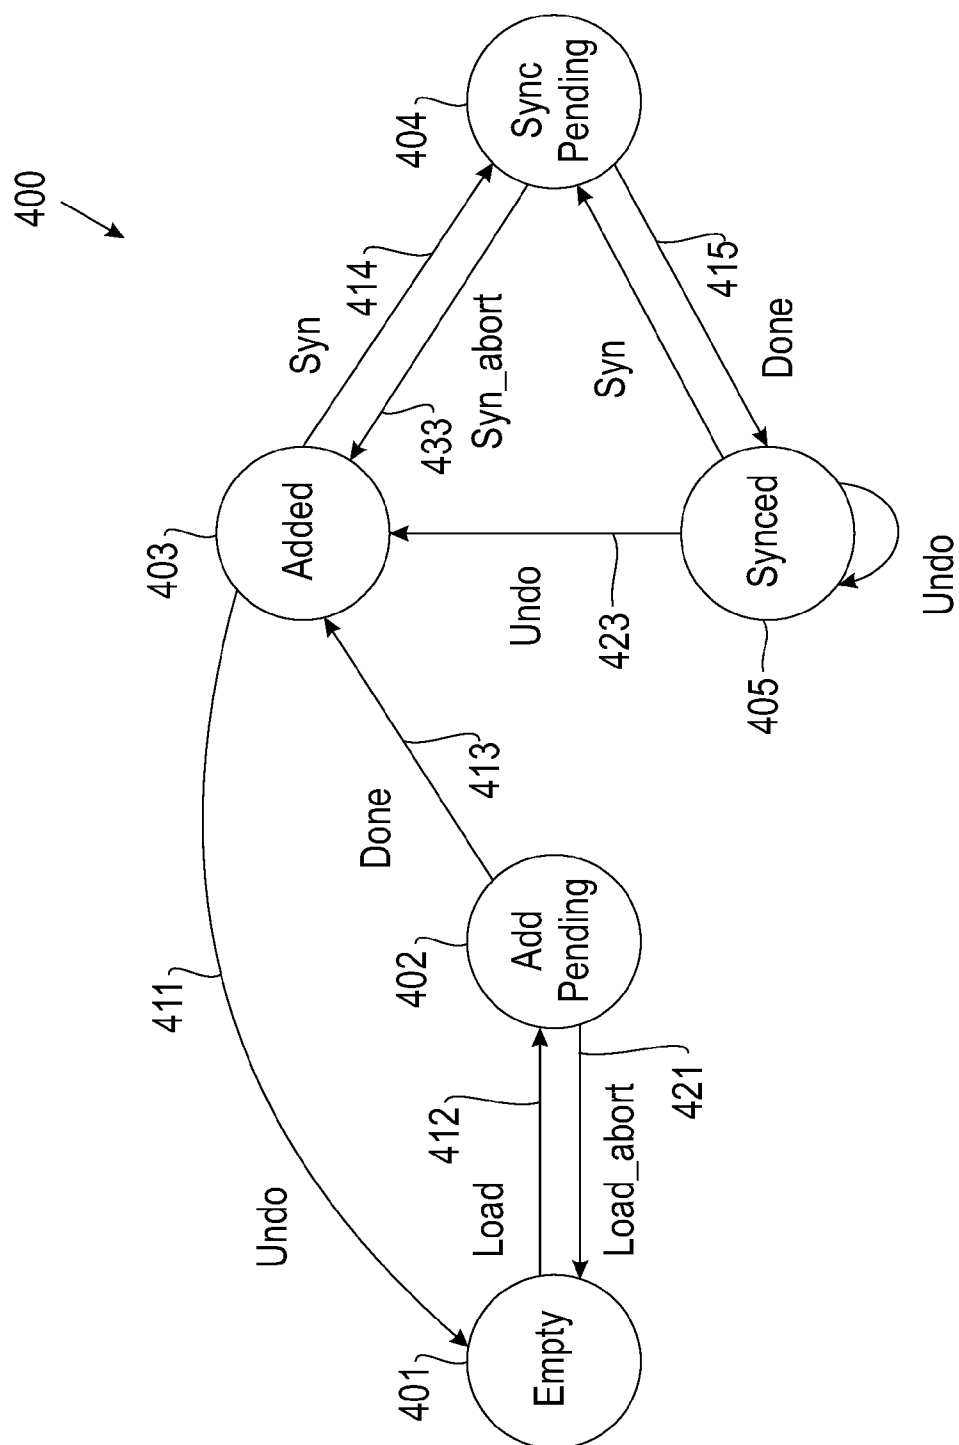 400
Undo
411
403
Added
Syn
414
404
Sync
Pending
433
Syn_abort
Done
413
401
Empty
Load
412
402
Add
Pending
Load_abort
421
Undo
423
Syn
415
Done
405
Synced
Undo